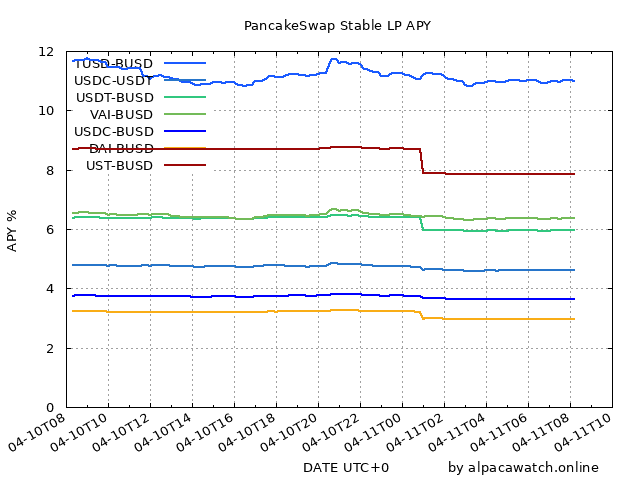 PancakeSwap Stable LP APY
12
10
8
6
4
2
0
APY %
TUSD-BUSD
USDC-USDT
USDT-BUSD
VAI-BUSD
USDC-BUSD
DAI-BUSD
UST-BUSD
04-10T08
04-10T10
04-10T12
04-10T14
04-10T16
04-10T18
04-10T20
04-10T22
04-11T00
04-11T02
04-11T04
04-11T06
04-11T08
04-11T10
DATE UTC+0
by alpacawatch.online